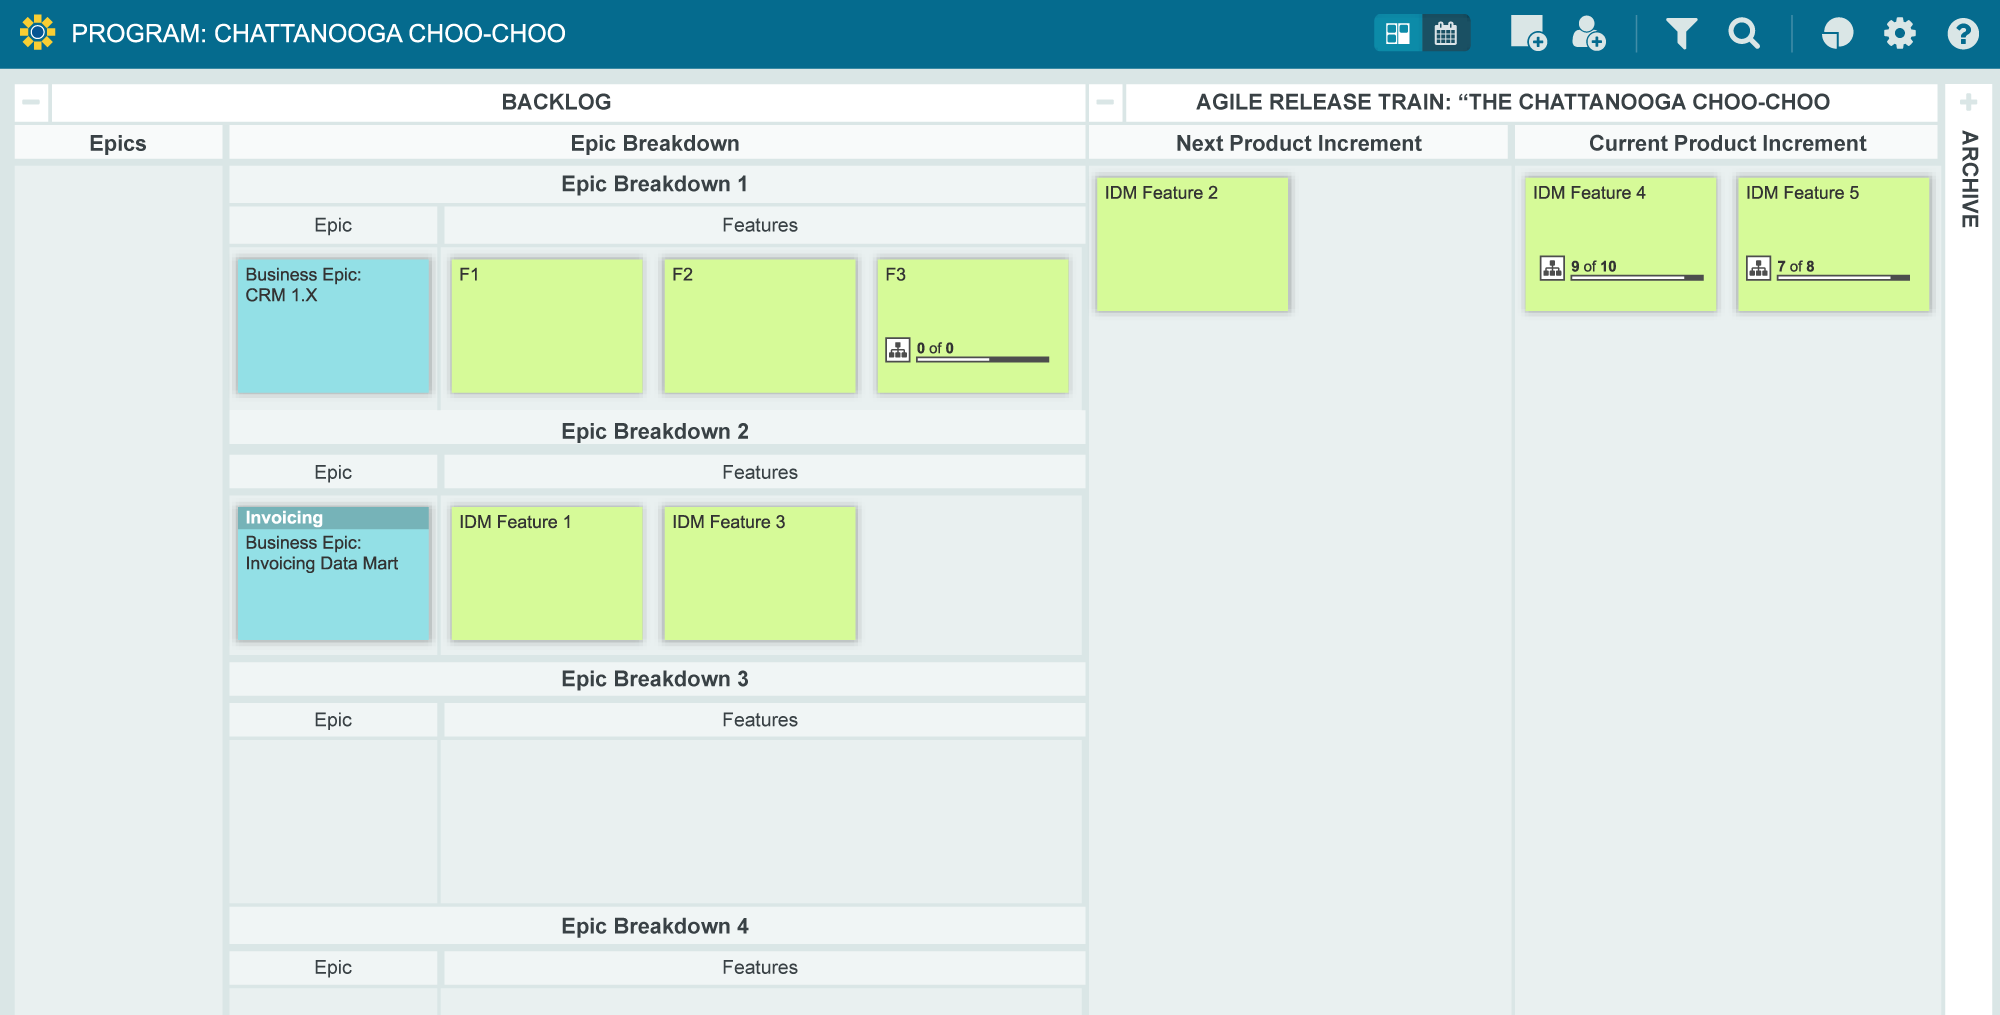 PROGRAM: CHATTANOOGA CHOO-CHOO
BACKLOG
AGILE RELEASE TRAIN: “THE CHATTANOOGA CHOO-CHOO
ARCHIVE
Epics
Epic Breakdown
Next Product Increment
Current Product Increment
Epic Breakdown 1
Epic
Features
Business Epic:
CRM 1.X
F1
F2
F3
0 of 0
IDM Feature 2
IDM Feature 4
9 of 10
IDM Feature 5
7 of 8
Epic Breakdown 2
Epic
Features
Invoicing
Business Epic:
Invoicing Data Mart
IDM Feature 1
IDM Feature 3
Epic Breakdown 3
Epic
Features
Epic Breakdown 4
Epic
Features